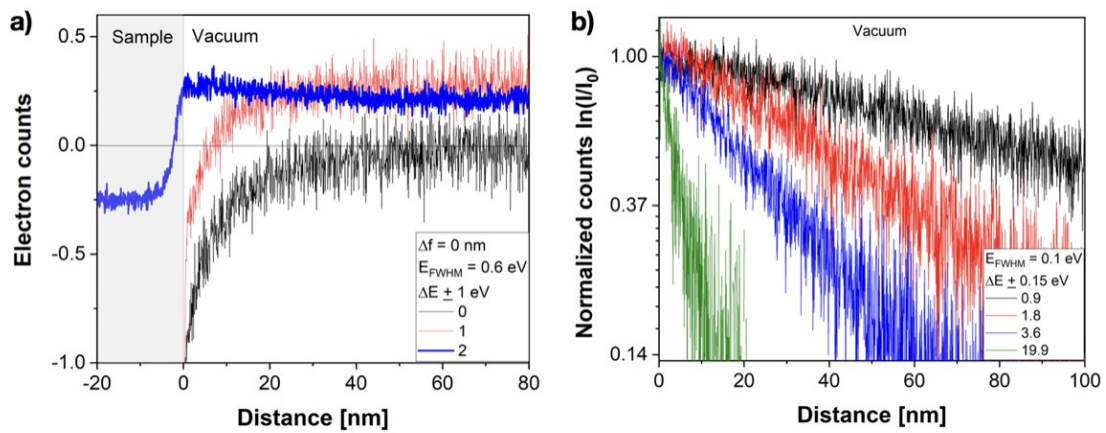 a)
Sample Vacuum
Electron counts
0.5
0.0
-0.5
-1.0
Δf = 0 nm
E_FWHM = 0.6 eV
ΔE ± 1 eV
0
1
2
-20 0 20 40 60 80
Distance [nm]
b)
Vacuum
Normalized counts ln(I/I₀)
1.00
0.37
0.14
E_FWHM = 0.1 eV
ΔE ± 0.15 eV
0.9
1.8
3.6
19.9
0 20 40 60 80 100
Distance [nm]